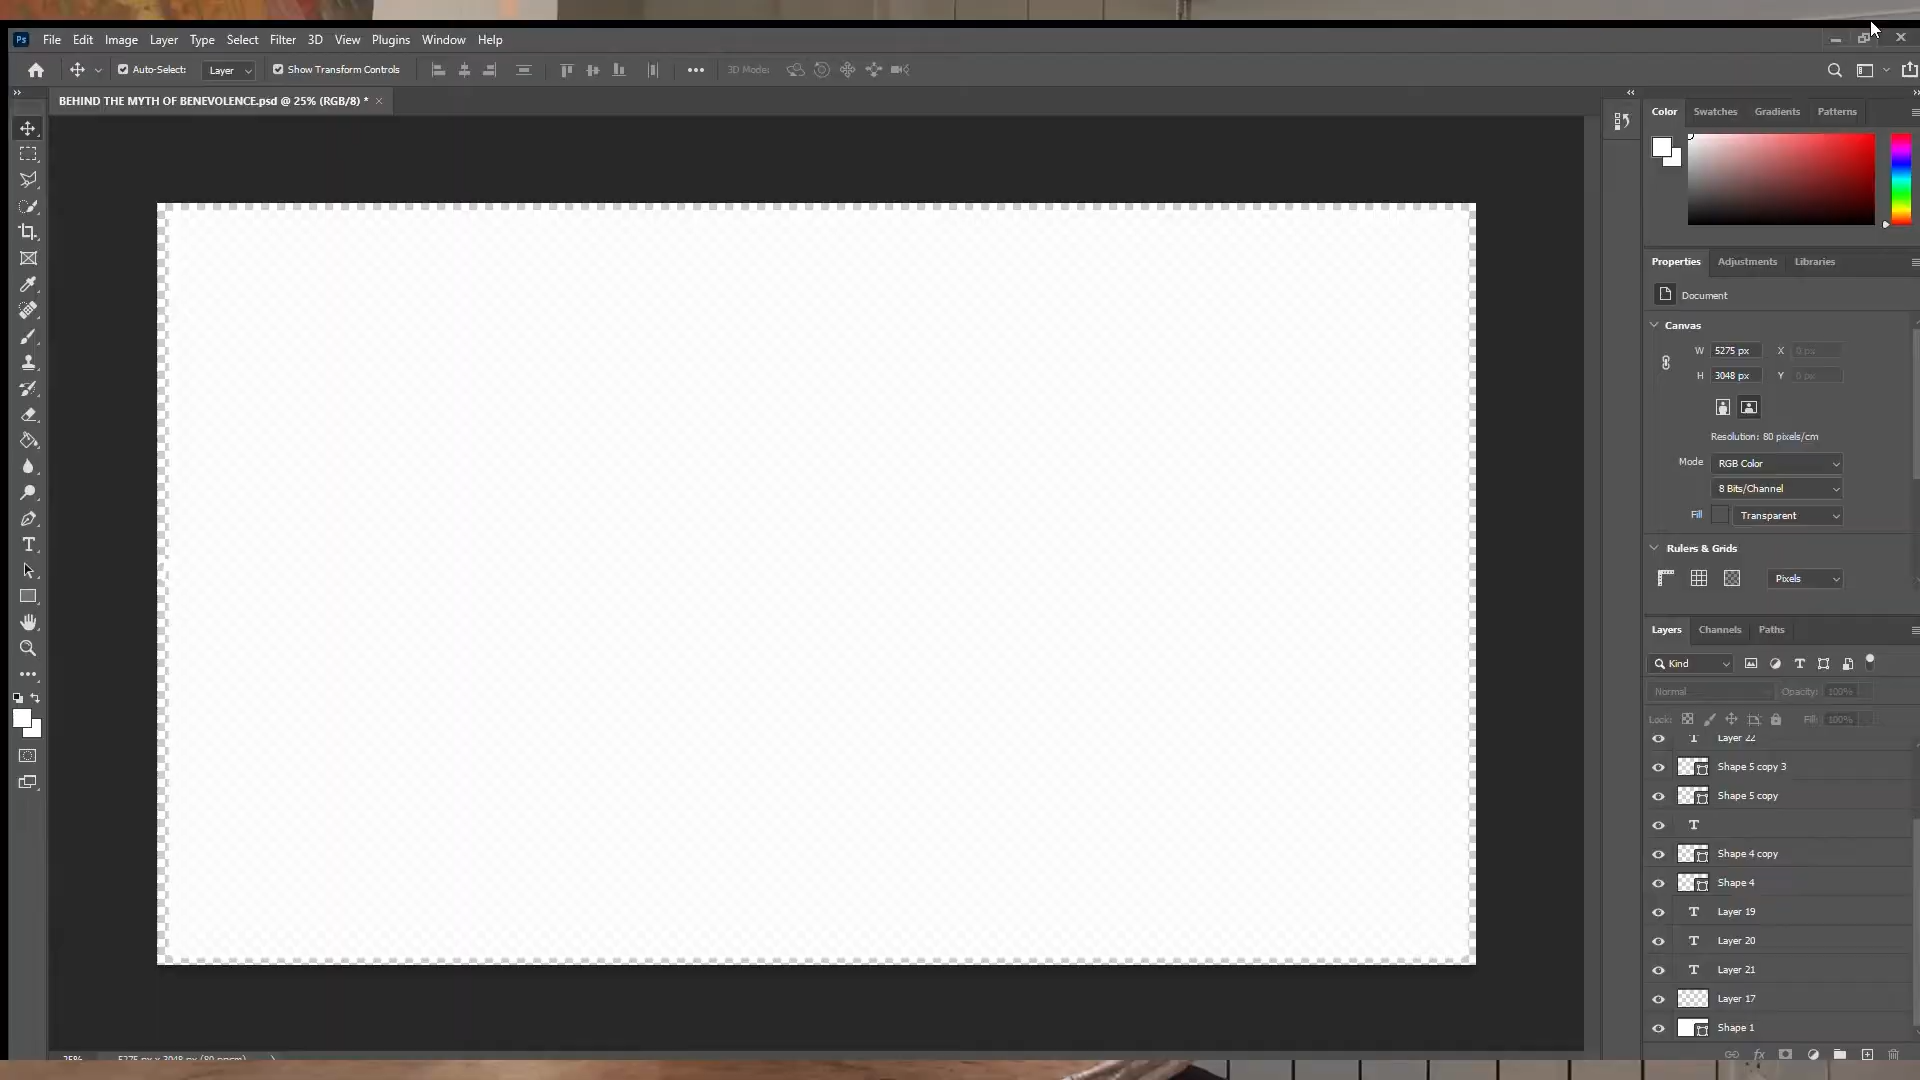 Ps File Edit Image Layer Type Select Filter 3D View Plugins Window Help
Auto-Select: Layer Show Transform Controls 3D Mode:
BEHIND THE MYTH OF BENEVOLENCE.psd @ 25% (RGB/8) *
Color Swatches Gradients Patterns
Properties Adjustments Libraries
Document
Canvas
W 5275 px X 0 px
H 3048 px Y 0 px
Resolution: 80 pixels/cm
Mode RGB Color
8 Bits/Channel
Fill Transparent
Rulers & Grids
Pixels
Layers Channels Paths
Kind
Normal Opacity: 100%
Lock: Fill: 100%
Layer 22
Shape 5 copy 3
Shape 5 copy
Shape 4 copy
Shape 4
Layer 19
Layer 20
Layer 21
Layer 17
Shape 1
25% 5275 px x 3048 px (80 ppcm)